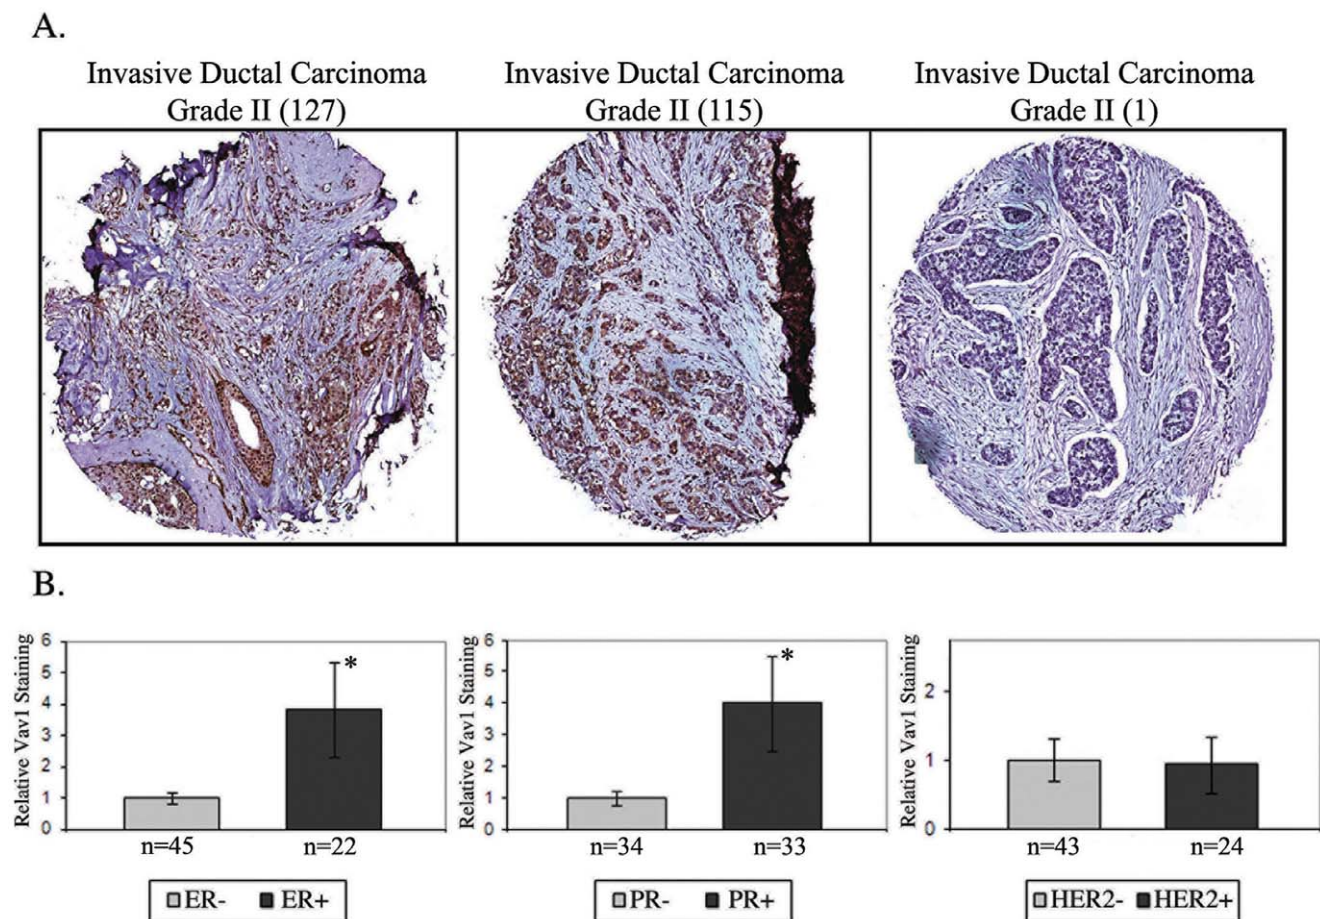 A.
Invasive Ductal Carcinoma
Grade II (127)
Invasive Ductal Carcinoma
Grade II (115)
Invasive Ductal Carcinoma
Grade II (1)
B.
Relative Vav1 Staining
6
5
4
3
2
1
0
*
n=45
n=22
ER-
ER+
Relative Vav1 Staining
6
5
4
3
2
1
0
*
n=34
n=33
PR-
PR+
Relative Vav1 Staining
2
1
0
n=43
n=24
HER2-
HER2+